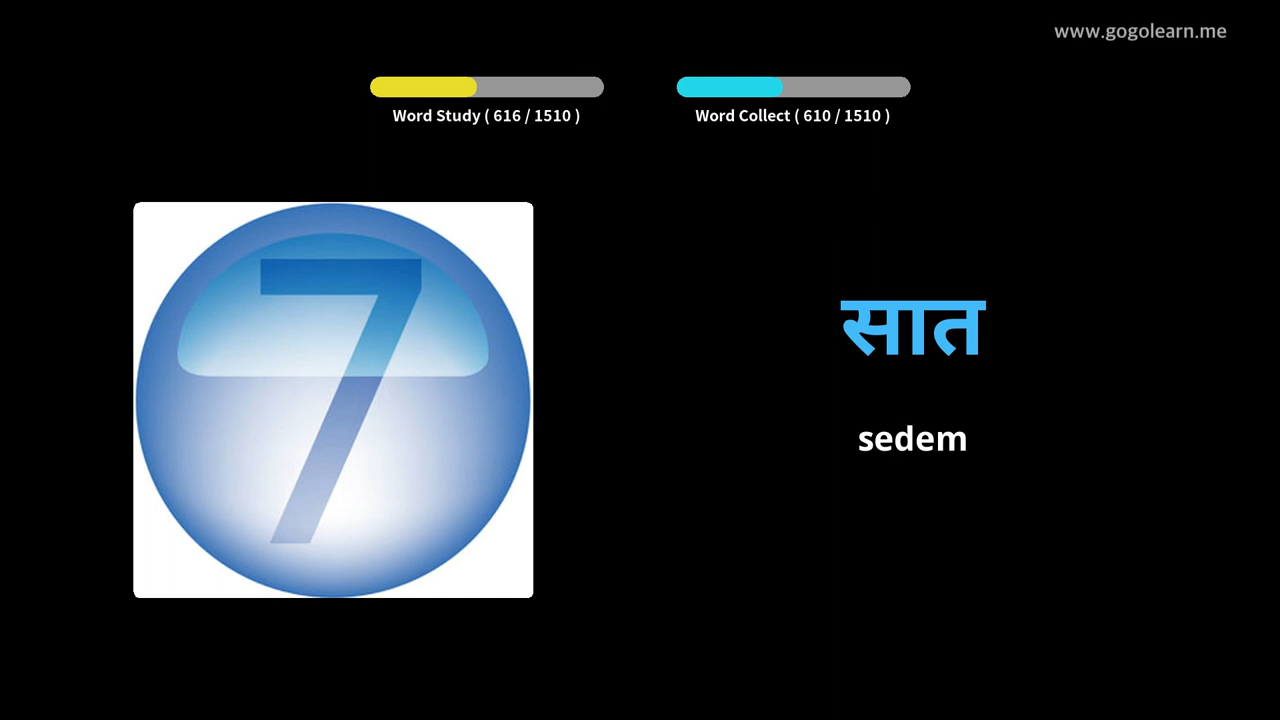 www.gogolearn.me
Word Study ( 616 / 1510 )
Word Collect ( 610 / 1510 )
7
सात
sedem